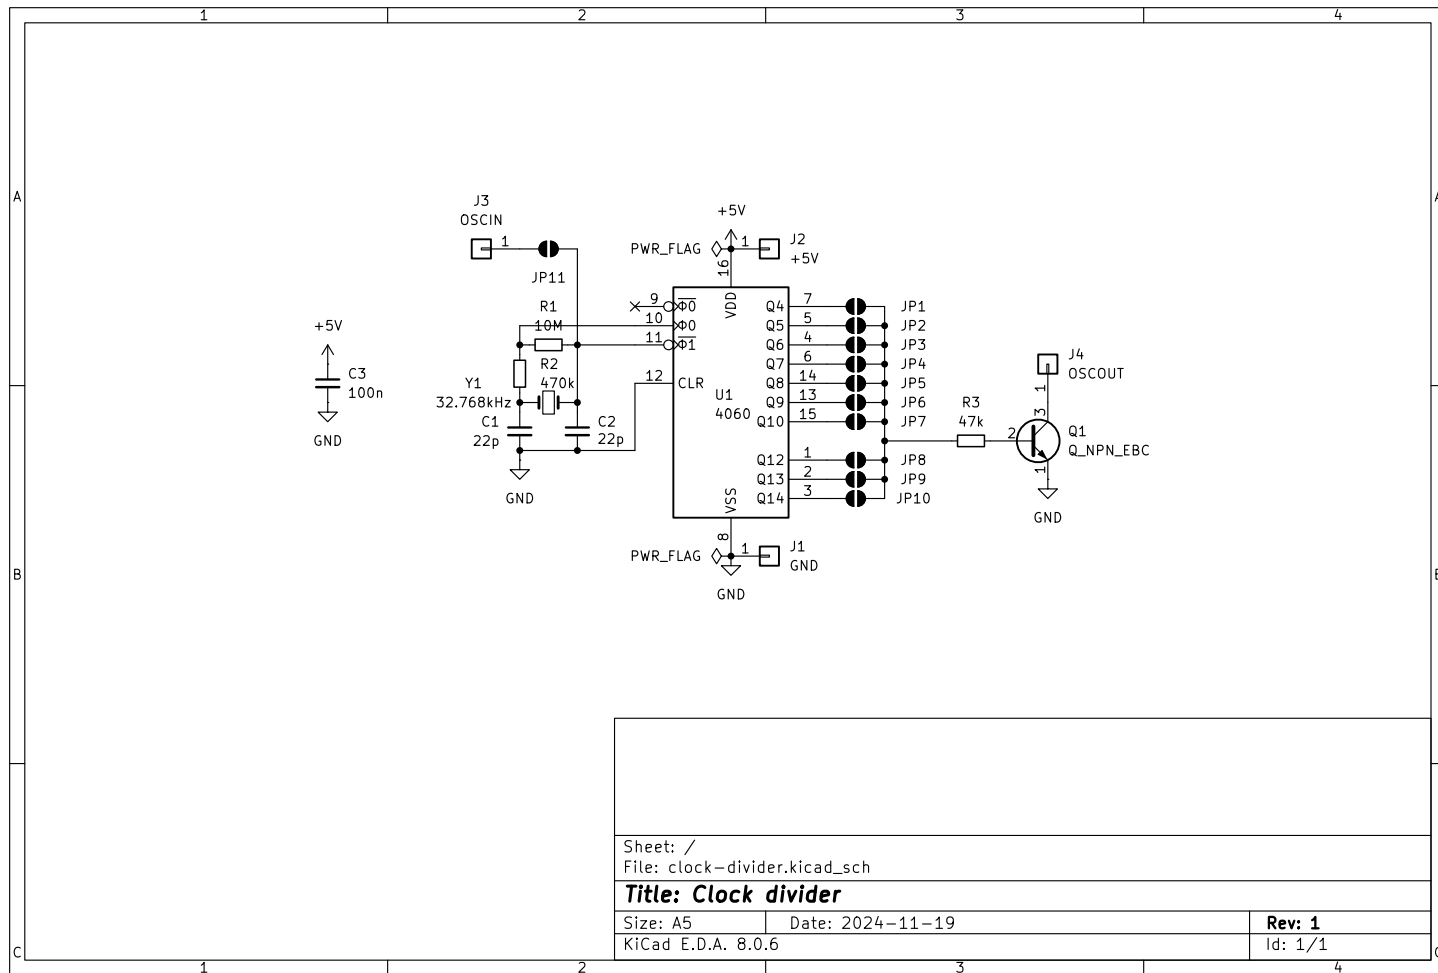 1 2 3 4
A A
J3
OSCIN
1
JP11
+5V
PWR_FLAG 1 J2
+5V
16
VDD
R1
10M
9 Φ0
10 Φ0
11 Φ1
12 CLR
R2
470k
Y1
32.768kHz
C1
22p
C2
22p
GND
+5V
C3
100n
GND
U1
4060
Q4 7 JP1
Q5 5 JP2
Q6 4 JP3
Q7 6 JP4
Q8 14 JP5
Q9 13 JP6
Q10 15 JP7
Q12 1 JP8
Q13 2 JP9
Q14 3 JP10
VSS
8
PWR_FLAG 1 J1
GND
GND
R3
47k
J4
OSCOUT
1
3
2
Q1
Q_NPN_EBC
1
GND
B
Sheet: /
File: clock-divider.kicad_sch
Title: Clock divider
Size: A5 Date: 2024-11-19 Rev: 1
KiCad E.D.A. 8.0.6 Id: 1/1
C
1 2 3 4